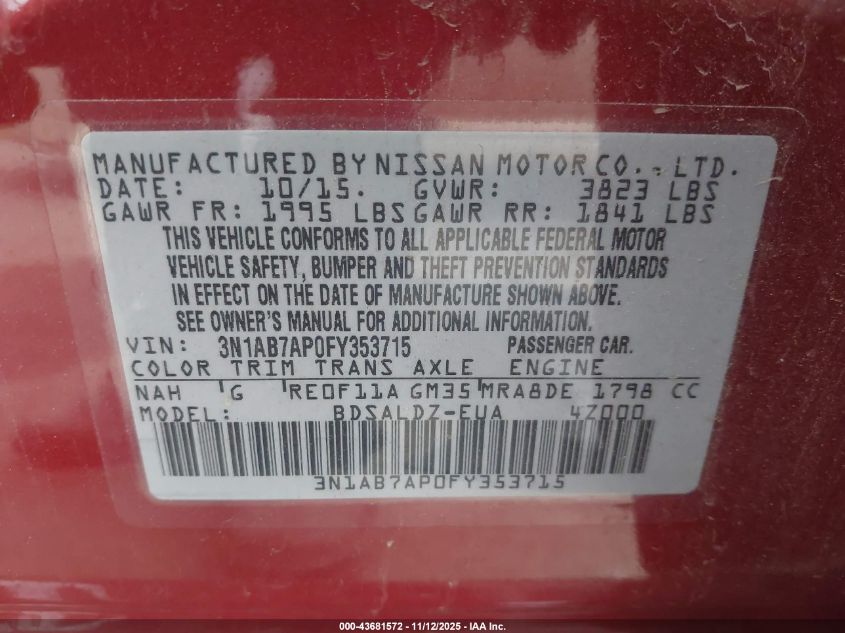 MANUFACTURED BY NISSAN MOTOR CO., LTD.
DATE: 10/15. GVWR: 3823 LBS
GAWR FR: 1995 LBS GAWR RR: 1841 LBS
THIS VEHICLE CONFORMS TO ALL APPLICABLE FEDERAL MOTOR
VEHICLE SAFETY, BUMPER AND THEFT PREVENTION STANDARDS
IN EFFECT ON THE DATE OF MANUFACTURE SHOWN ABOVE.
SEE OWNER'S MANUAL FOR ADDITIONAL INFORMATION.
VIN: 3N1AB7AP0FY353715 PASSENGER CAR.
COLOR TRIM TRANS AXLE ENGINE
NAH G RE0F11A GM35 MRA8DE 1798 CC
MODEL: BDSALDZ-EUA 4Z000
3N1AB7AP0FY353715
000-43681572 | 11/12/2025 - IAA Inc.